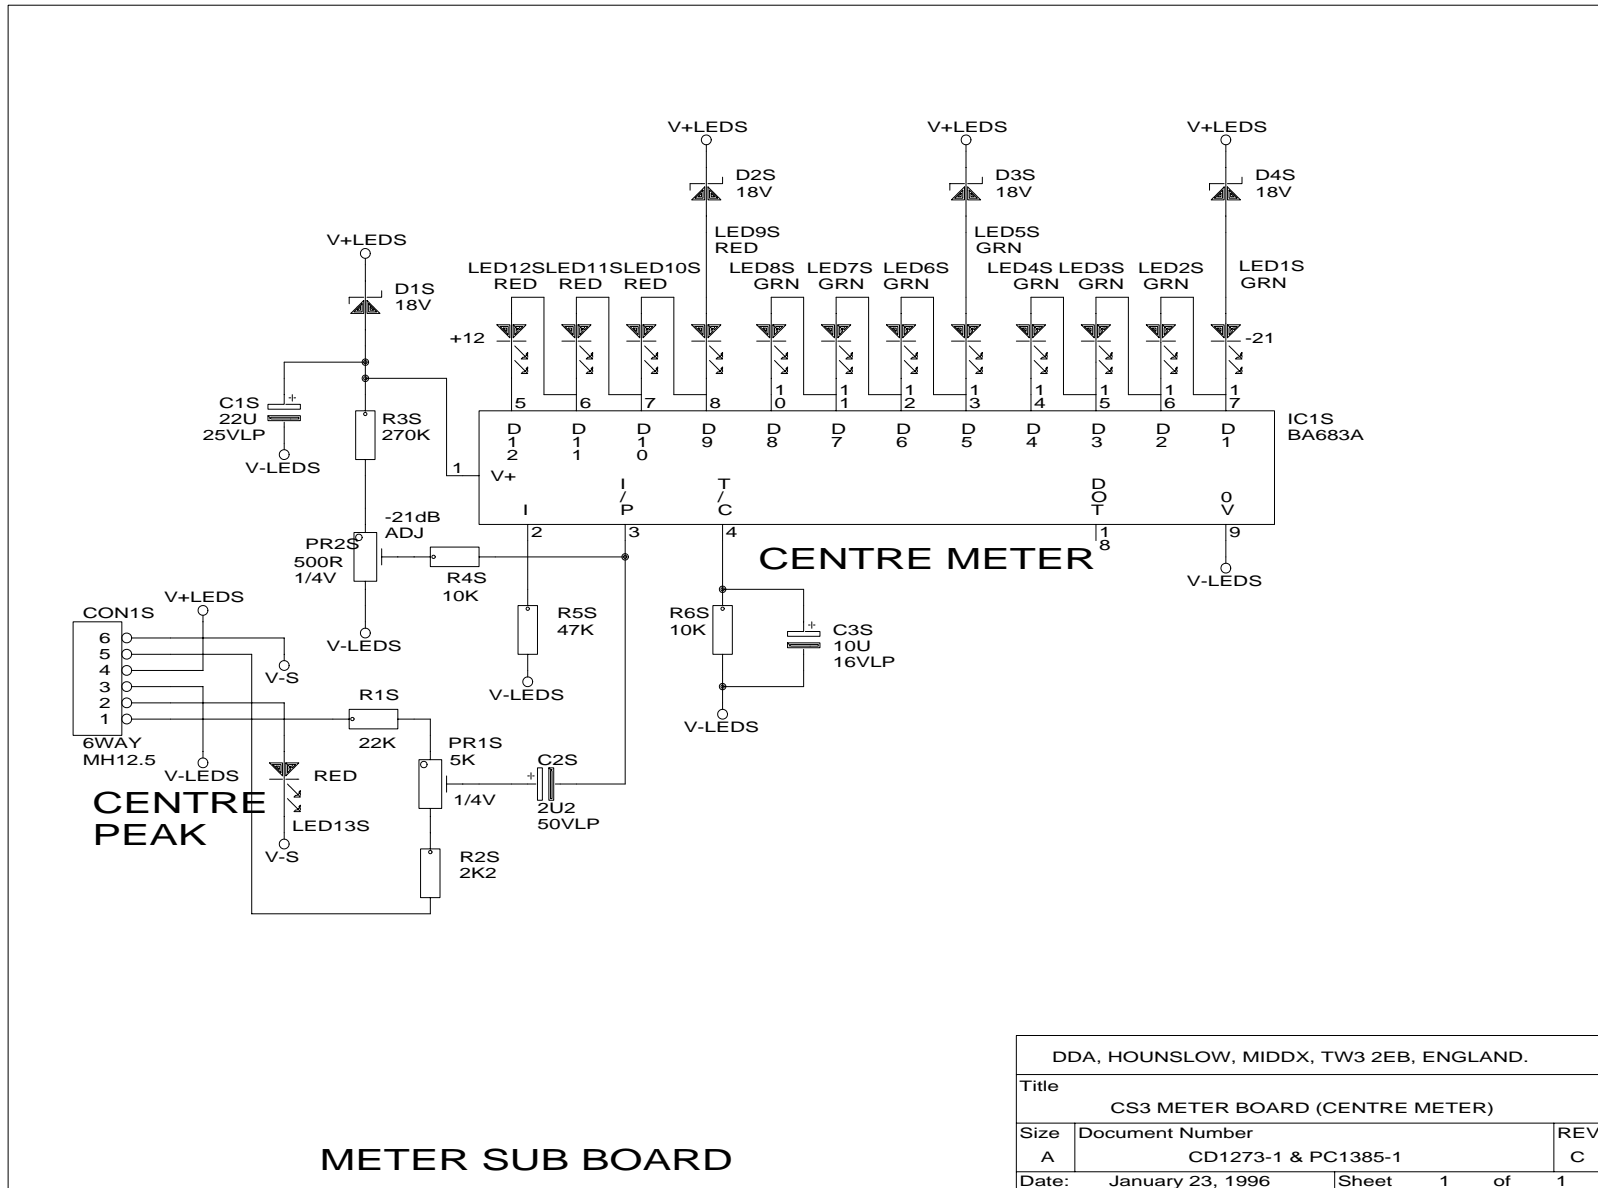 V+LEDS V+LEDS V+LEDS
D2S D3S D4S
18V 18V 18V
V+LEDS
D1S
18V
LED9S
RED
LED5S
GRN
LED12S LED11S LED10S LED8S LED7S LED6S LED4S LED3S LED2S LED1S
RED RED RED GRN GRN GRN GRN GRN GRN GRN
+12 -21
C1S
22U
25VLP
V-LEDS
R3S
270K
5 6 7 8 10 11 12 13 14 15 16 17
D12 D11 D10 D9 D8 D7 D6 D5 D4 D3 D2 D1
IC1S
BA683A
1 V+
I I/P T/C DOT 0V
2 3 4 18 9
-21dB
ADJ
PR2S
500R
1/4V
R4S
10K
CENTRE METER
V-LEDS
V+LEDS
V-LEDS
R5S
47K
V-LEDS
R6S
10K
C3S
10U
16VLP
V-LEDS
CON1S
6
5
4
3
2
1
6WAY
MH12.5
V-S
V-LEDS
R1S
22K
PR1S
5K
1/4V
C2S
+
2U2
50VLP
RED
LED13S
V-S
CENTRE
PEAK
R2S
2K2
METER SUB BOARD
DDA, HOUNSLOW, MIDDX, TW3 2EB, ENGLAND.
Title
CS3 METER BOARD (CENTRE METER)
Size Document Number REV
A CD1273-1 & PC1385-1 C
Date: January 23, 1996 Sheet 1 of 1